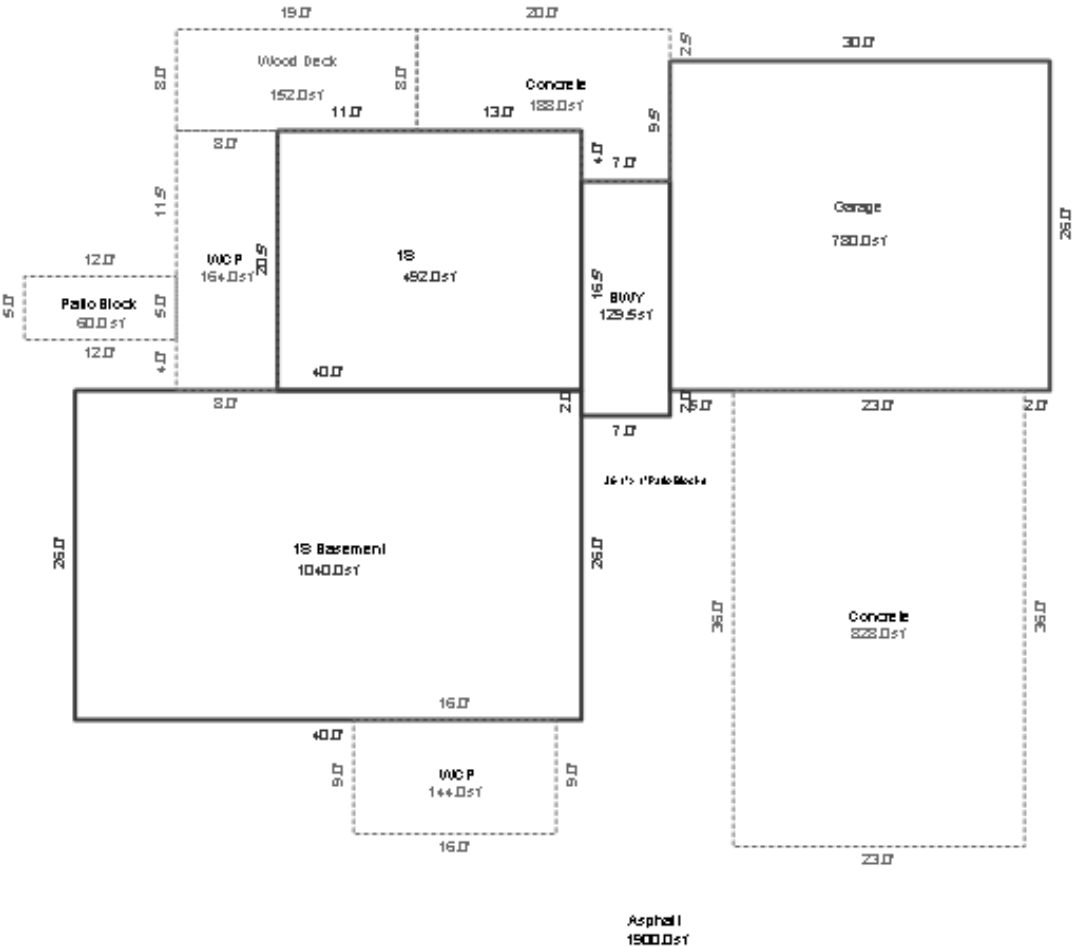 19.0'
20.0'
2.5'
30.0'
8.0'
Wood Deck
152.0sf
8.0'
Concrete
188.0sf
11.0'
13.0'
9.5'
8.0'
4.0'
7.0'
11.5'
WCP
164.0sf
20.5'
1S
492.0sf
Garage
780.0sf
26.0'
12.0'
5.0'
Patio Block
60.0sf
5.0'
12.0'
4.0'
16.5'
BWY
129.5sf
40.0'
8.0'
2.0'
2.0'
5.0'
23.0'
2.0'
7.0'
26.0'
1S Basement
1040.0sf
26.0'
36.0'
Concrete
828.0sf
36.0'
16.0'
40.0'
9.0'
WCP
144.0sf
9.0'
16.0'
23.0'
Asphalt
1900.0sf